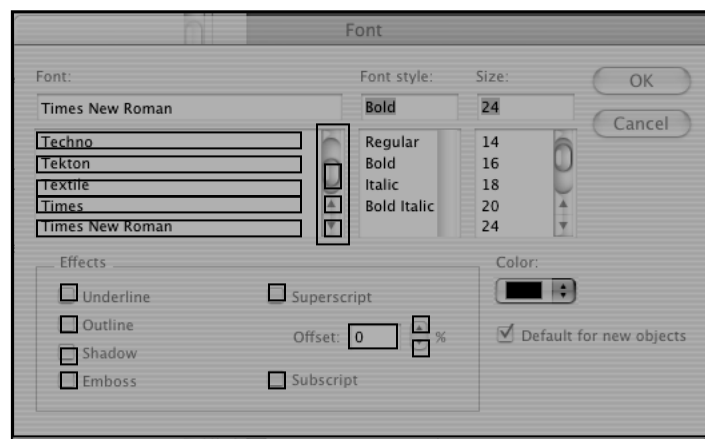 Font
Font: Font style: Size:
Times New Roman Bold 24 OK
Cancel
Techno Regular 14
Tekton Bold 16
Textile Italic 18
Times Bold Italic 20
Times New Roman 24
Effects Color:
Underline Superscript
Outline Offset: 0 % Default for new objects
Shadow
Emboss Subscript